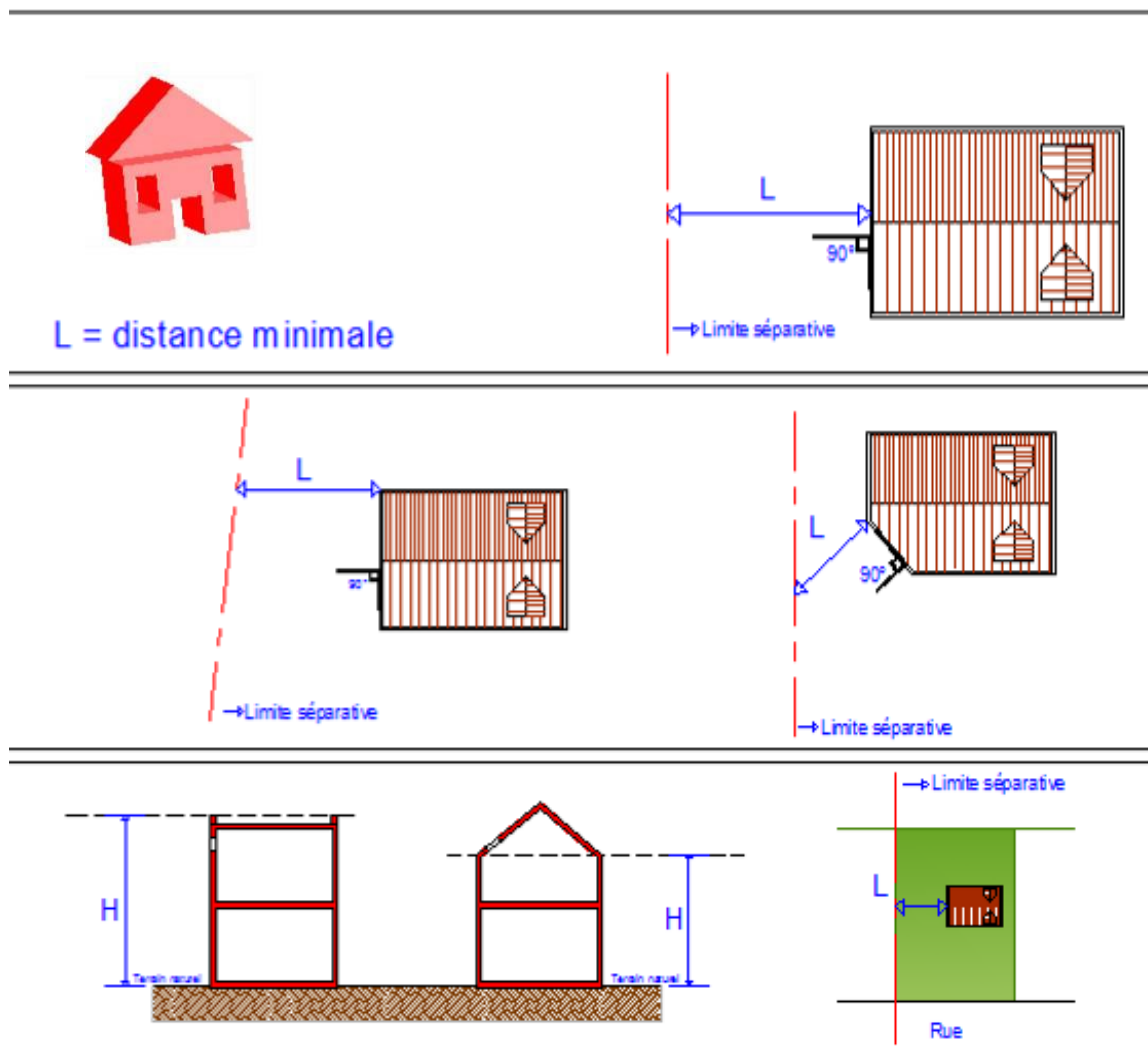 L
90°
→Limite séparative
L = distance minimale
L
90°
→Limite séparative
L
90°
→Limite séparative
→Limite séparative
H
Terrain naturel
H
Terrain naturel
L
Rue